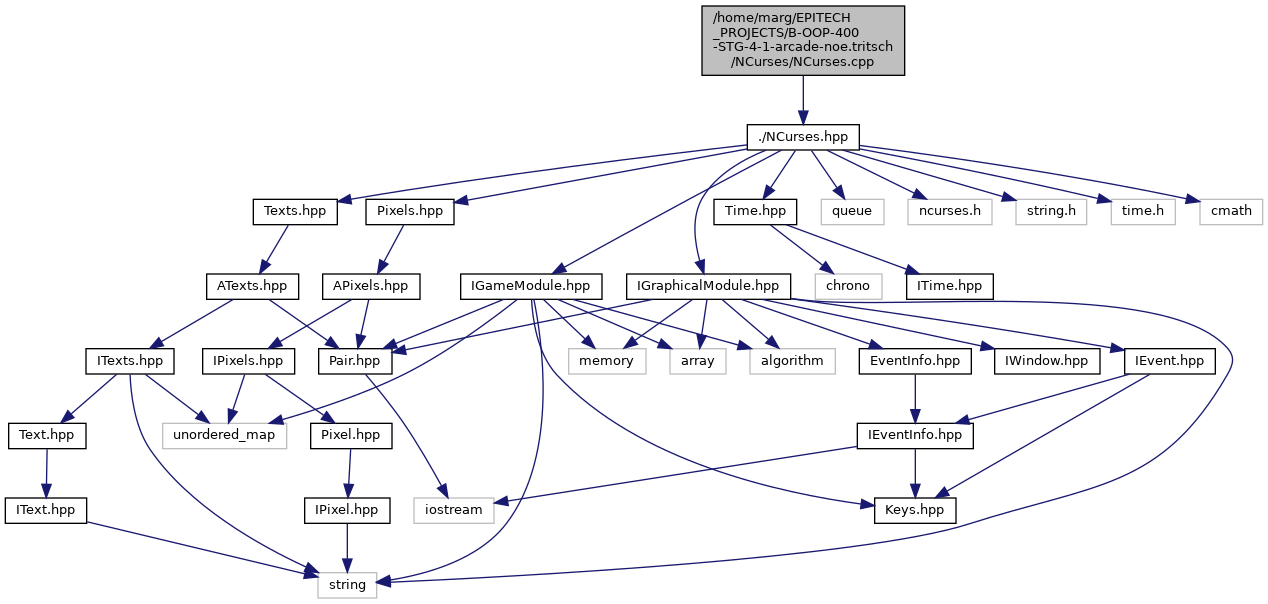 /home/marg/EPITECH
_PROJECTS/B-OOP-400
-STG-4-1-arcade-noe.tritsch
/NCurses/NCurses.cpp
./NCurses.hpp
Texts.hpp
Pixels.hpp
Time.hpp
queue
ncurses.h
string.h
time.h
cmath
ATexts.hpp
APixels.hpp
IGameModule.hpp
IGraphicalModule.hpp
chrono
ITime.hpp
ITexts.hpp
IPixels.hpp
Pair.hpp
memory
array
algorithm
EventInfo.hpp
IWindow.hpp
IEvent.hpp
Text.hpp
unordered_map
Pixel.hpp
IEventInfo.hpp
IText.hpp
IPixel.hpp
iostream
Keys.hpp
string